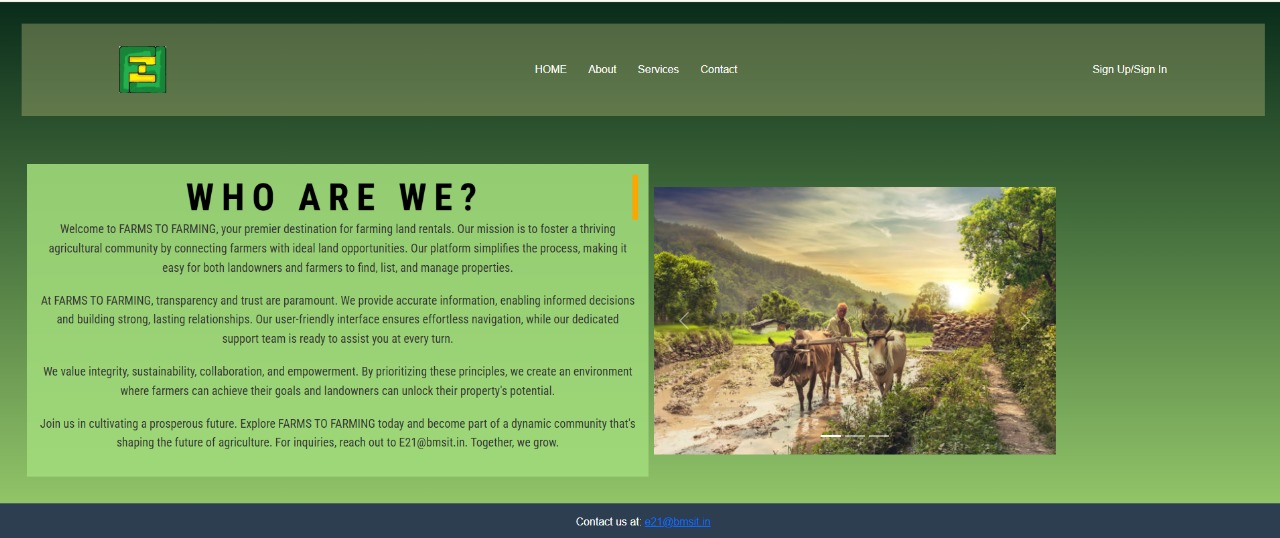 HOME About Services Contact Sign Up/Sign In
WHO ARE WE?
Welcome to FARMS TO FARMING, your premier destination for farming land rentals. Our mission is to foster a thriving
agricultural community by connecting farmers with ideal land opportunities. Our platform simplifies the process, making it
easy for both landowners and farmers to find, list, and manage properties.
At FARMS TO FARMING, transparency and trust are paramount. We provide accurate information, enabling informed decisions
and building strong, lasting relationships. Our user-friendly interface ensures effortless navigation, while our dedicated
support team is ready to assist you at every turn.
We value integrity, sustainability, collaboration, and empowerment. By prioritizing these principles, we create an environment
where farmers can achieve their goals and landowners can unlock their property's potential.
Join us in cultivating a prosperous future. Explore FARMS TO FARMING today and become part of a dynamic community that's
shaping the future of agriculture. For inquiries, reach out to E21@bmsit.in. Together, we grow.
Contact us at: e21@bmsit.in